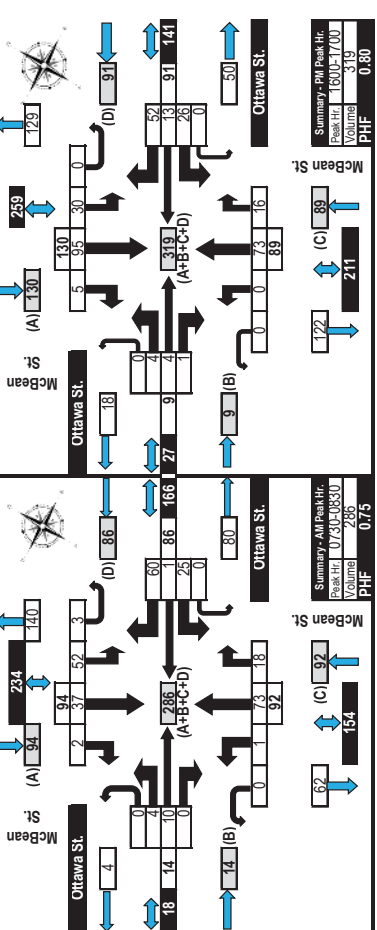 234
94
140
(A)
McBean
St.
94
2
37
52
3
Ottawa St.
4
86
(D)
18
14
0
4
10
0
286
(A+B+C+D)
60
1
25
0
86
166
14
(B)
80
0
1
73
18
92
Ottawa St.
62
92
(C)
154
McBean St.
Summary - AM Peak Hr.
Peak Hr. 0730-0830
Volume 286
PHF 0.75
259
130
129
(A)
McBean
St.
130
5
95
30
0
Ottawa St.
18
91
(D)
27
9
0
4
4
1
319
(A+B+C+D)
52
13
26
0
91
141
9
(B)
50
0
0
73
16
89
Ottawa St.
122
89
(C)
211
McBean St.
Summary - PM Peak Hr.
Peak Hr. 1600-1700
Volume 319
PHF 0.80